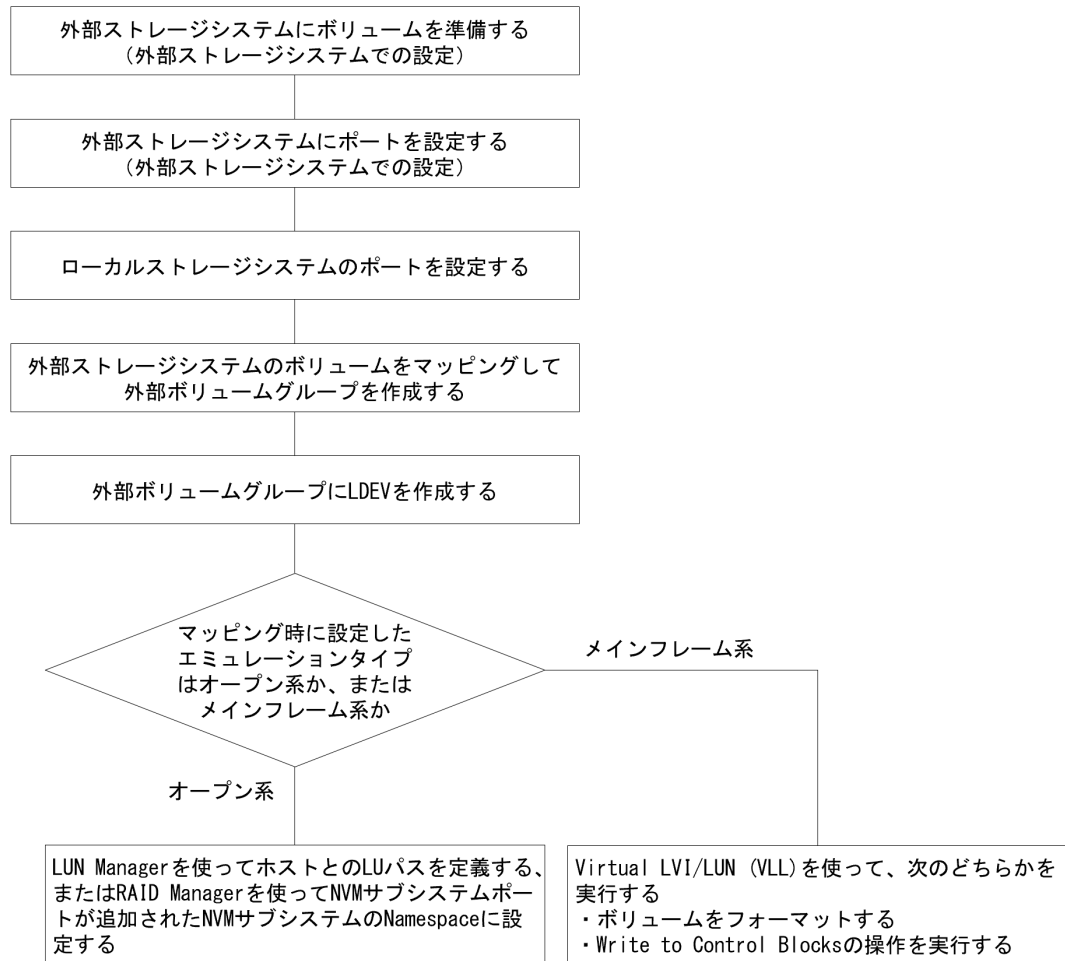 外部ストレージシステムにボリュームを準備する
(外部ストレージシステムでの設定)
外部ストレージシステムにポートを設定する
(外部ストレージシステムでの設定)
ローカルストレージシステムのポートを設定する
外部ストレージシステムのボリュームをマッピングして
外部ボリュームグループを作成する
外部ボリュームグループにLDEVを作成する
マッピング時に設定した
エミュレーションタイプ
はオープン系か、または
メインフレーム系か
メインフレーム系
オープン系
LUN Managerを使ってホストとのLUパスを定義する、
またはRAID Managerを使ってNVMサブシステムポー
トが追加されたNVMサブシステムのNamespaceに設
定する
Virtual LVI/LUN (VLL)を使って、次のどちらかを
実行する
・ボリュームをフォーマットする
・Write to Control Blocksの操作を実行する